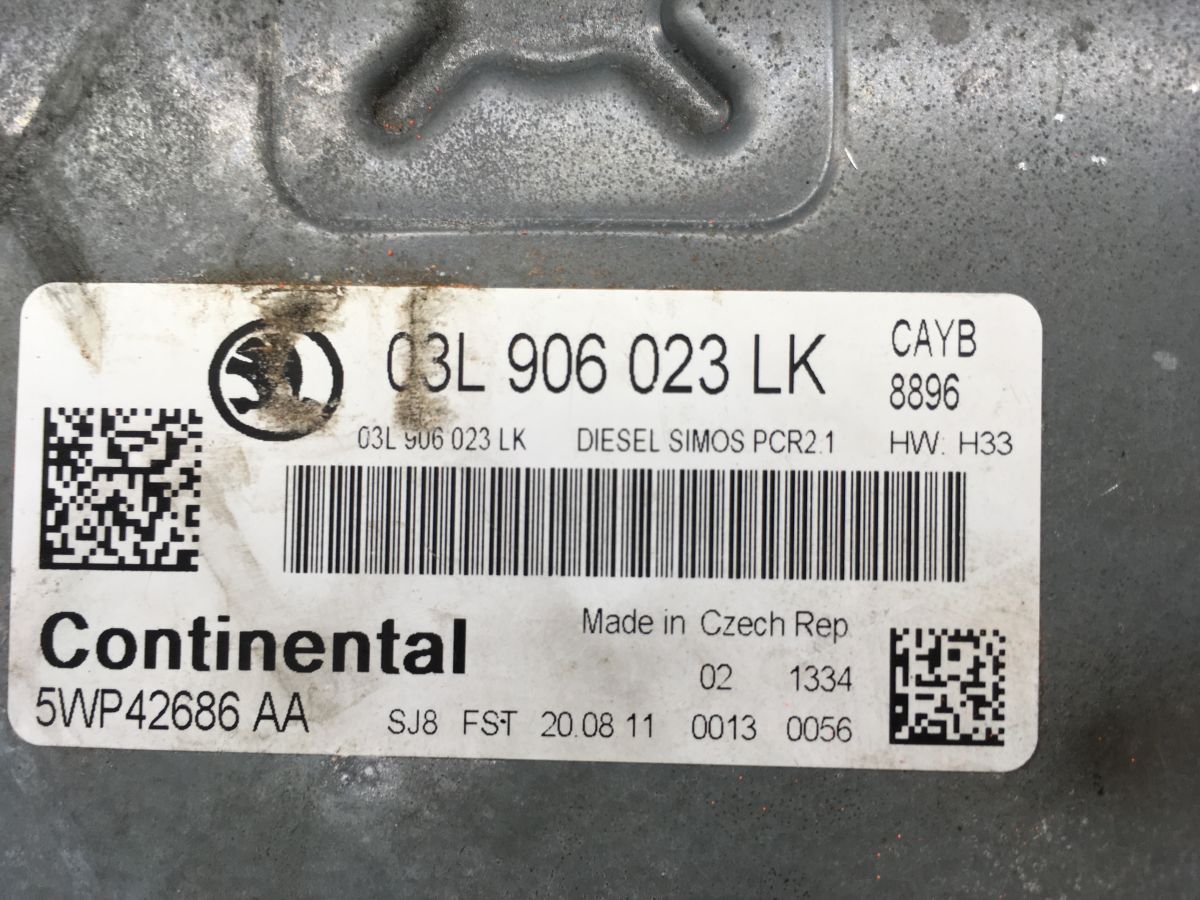 03L 906 023 LK
CAYB
8896
03L 906 023 LK DIESEL SIMOS PCR2.1 HW: H33
Continental
Made in Czech Rep
02 1334
5WP42686 AA
SJ8 FS-T 20.08 11 0013 0056